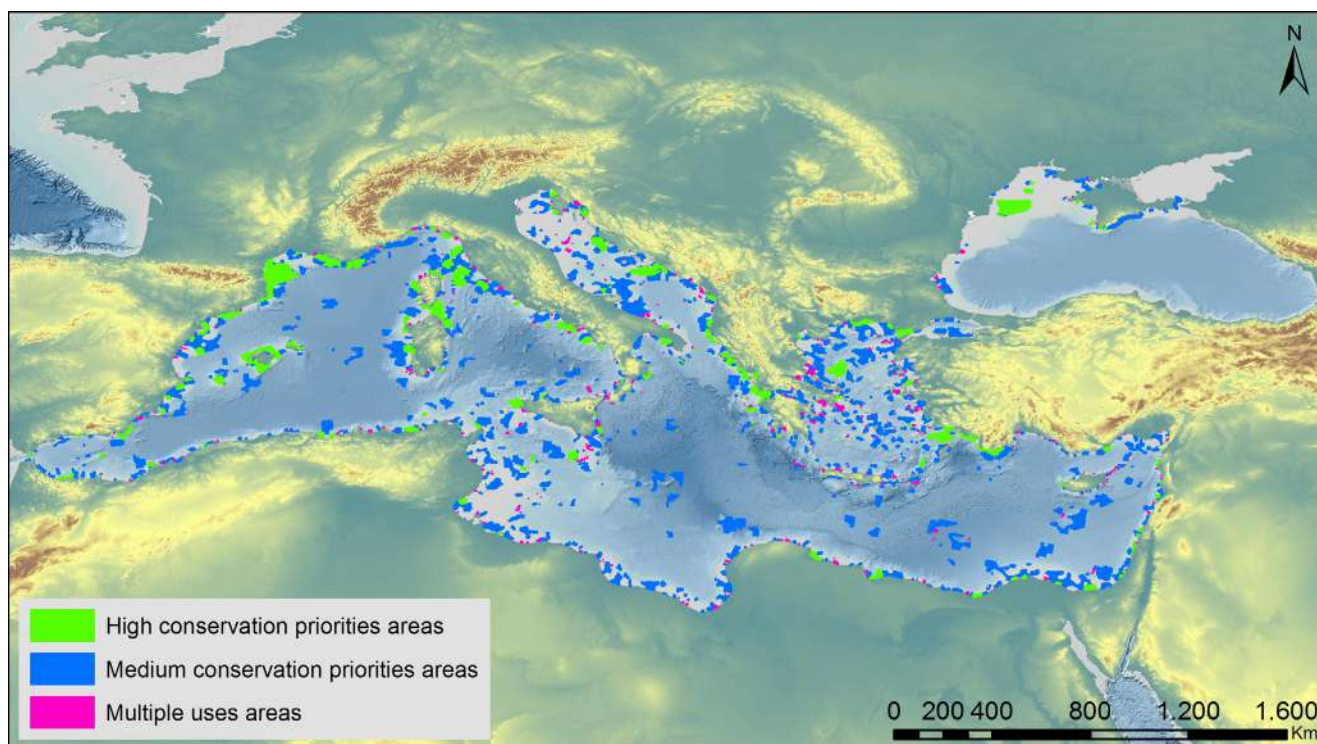 N
High conservation priorities areas
Medium conservation priorities areas
Multiple uses areas
0 200 400 800 1.200 1.600
Km